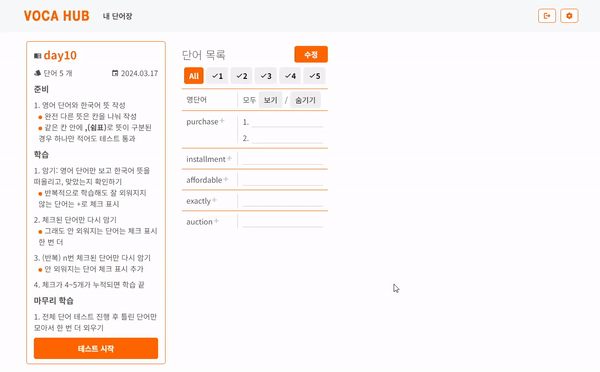 VOCA HUB 내 단어장
day10
단어 5 개 2024.03.17
준비
1. 영어 단어와 한국어 뜻 작성
완전 다른 뜻은 칸을 나눠 작성
같은 칸 안에 ,(쉼표)로 뜻이 구분된
경우 하나만 적어도 테스트 통과
학습
1. 암기: 영어 단어만 보고 한국어 뜻을
떠올리고, 맞았는지 확인하기
반복적으로 학습해도 잘 외워지지
않는 단어는 +로 체크 표시
2. 체크된 단어만 다시 암기
그래도 안 외워지는 단어는 체크 표시
한 번 더
3. (반복) n번 체크된 단어만 다시 암기
안 외워지는 단어 체크 표시 추가
4. 체크가 4~5개가 누적되면 학습 끝
마무리 학습
1. 전체 단어 테스트 진행 후 틀린 단어만
모아서 한 번 더 외우기
테스트 시작
단어 목록 수정
All ✓1 ✓2 ✓3 ✓4 ✓5
영단어 모두 보기 / 숨기기
purchase+ 1.
2.
installment+
affordable+
exactly+
auction+